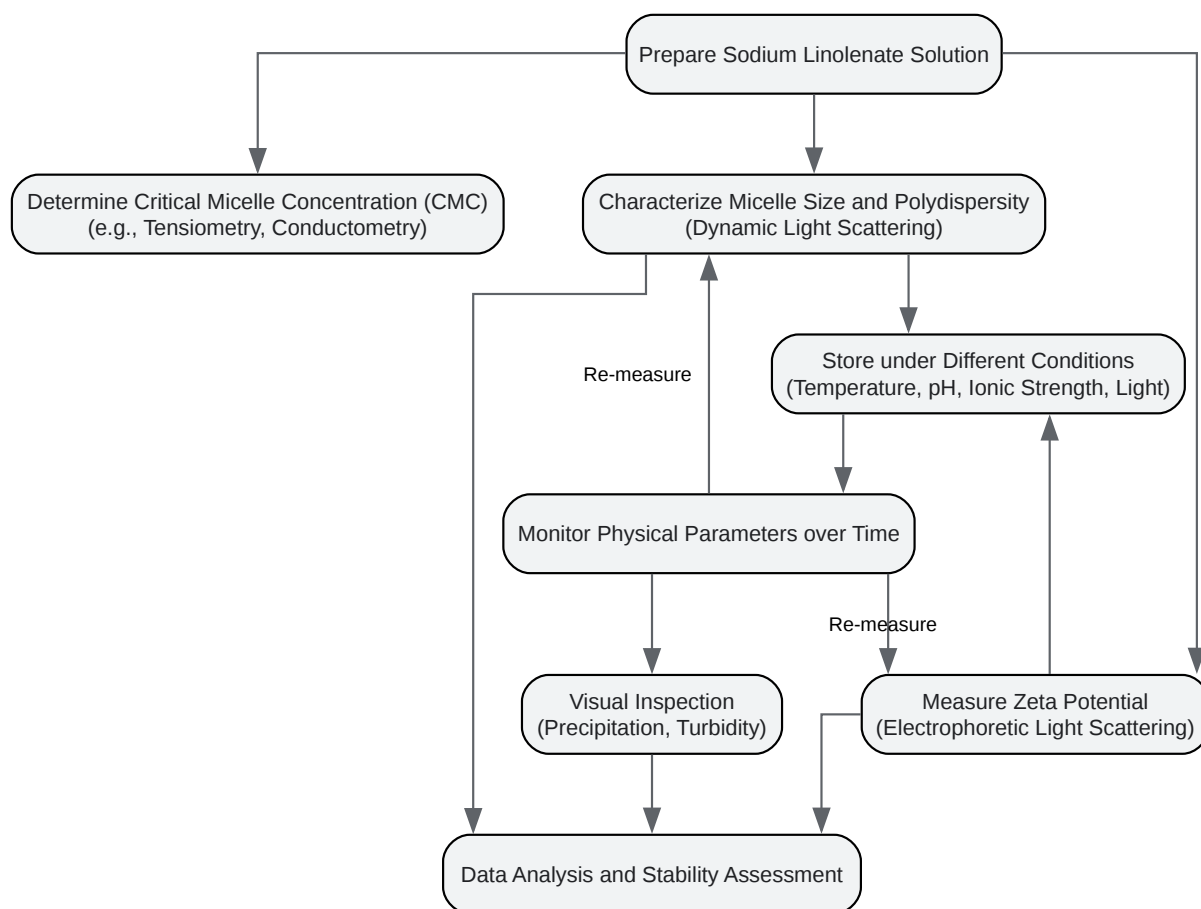 Prepare Sodium Linolenate Solution
Determine Critical Micelle Concentration (CMC)
(e.g., Tensiometry, Conductometry)
Characterize Micelle Size and Polydispersity
(Dynamic Light Scattering)
Store under Different Conditions
(Temperature, pH, Ionic Strength, Light)
Re-measure
Monitor Physical Parameters over Time
Re-measure
Visual Inspection
(Precipitation, Turbidity)
Measure Zeta Potential
(Electrophoretic Light Scattering)
Data Analysis and Stability Assessment